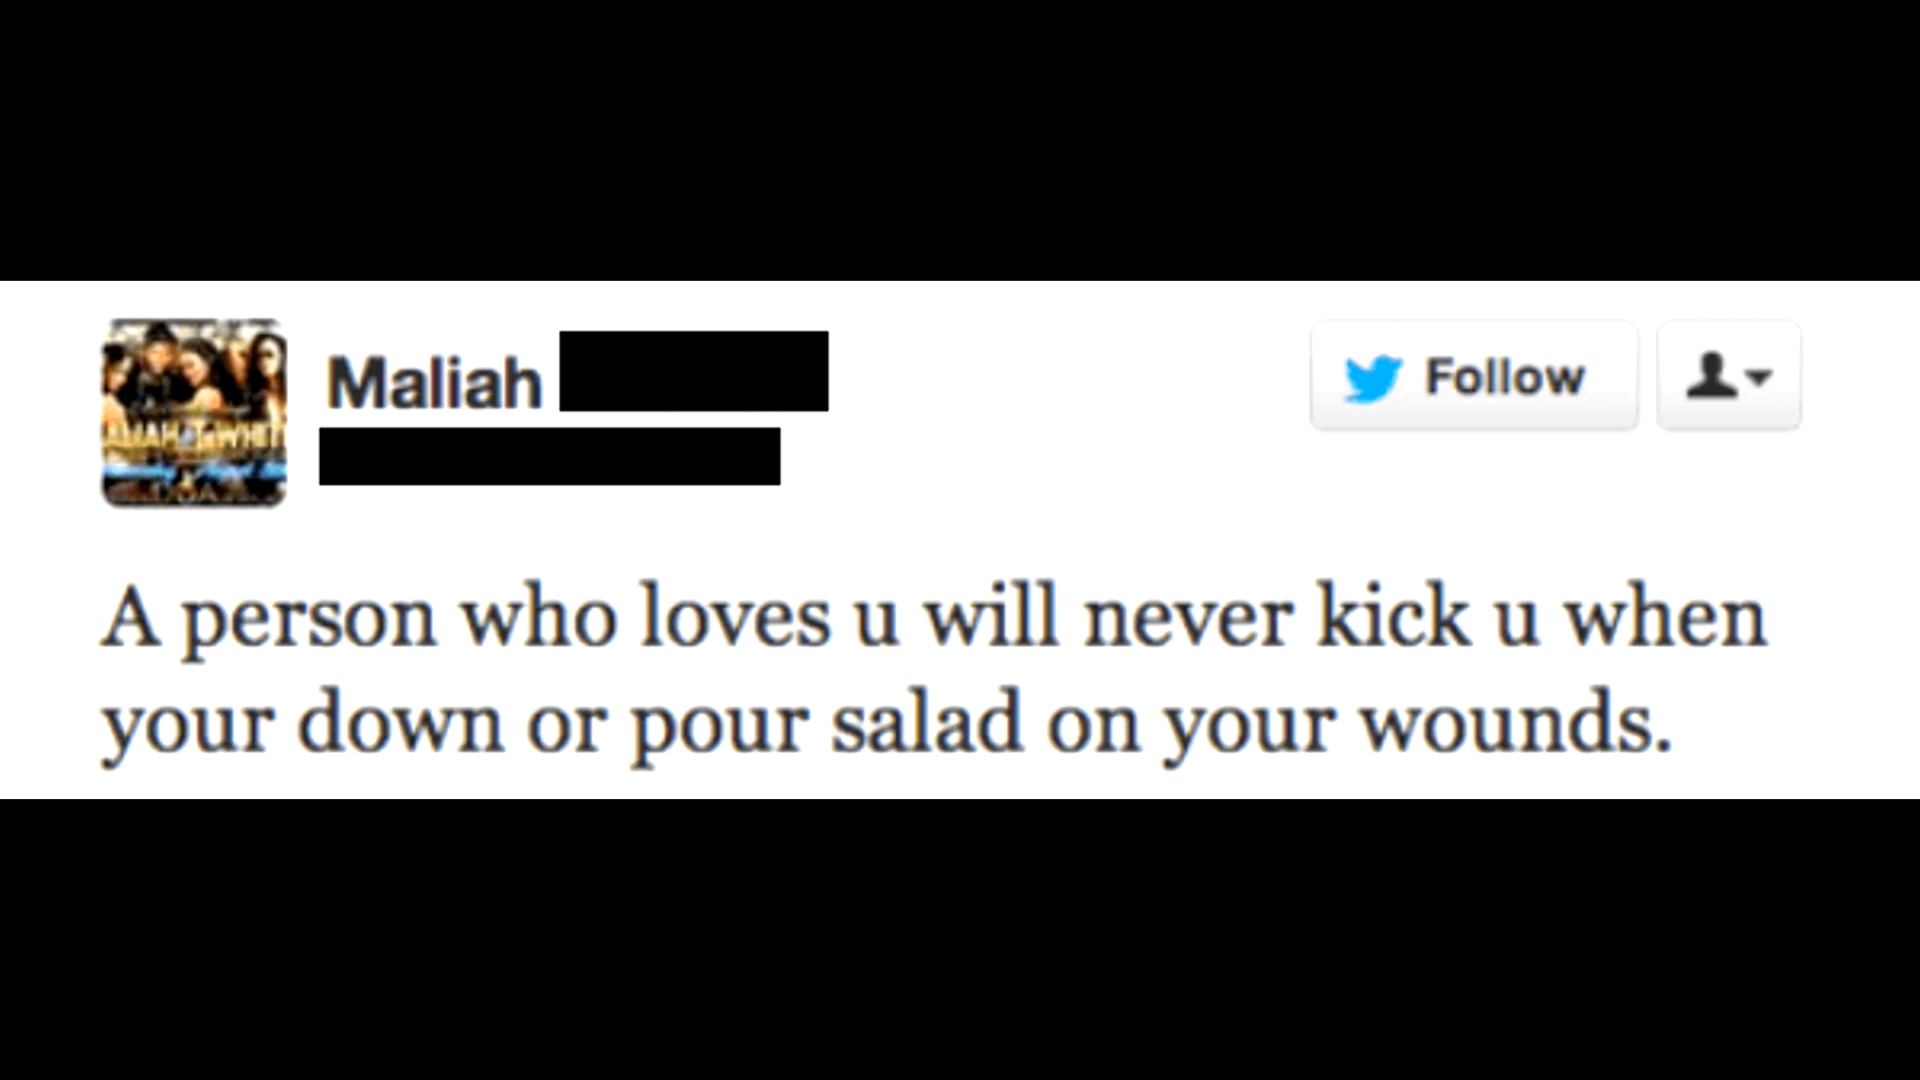 Maliah
Follow
A person who loves u will never kick u when
your down or pour salad on your wounds.